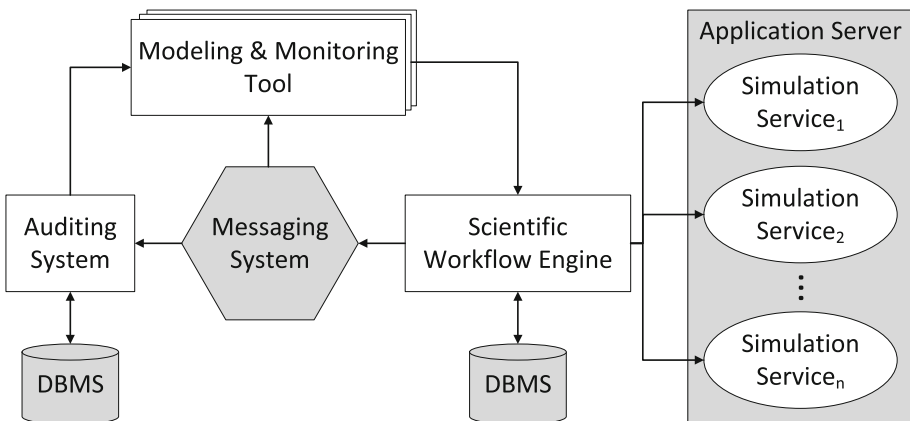 Modeling & Monitoring
Tool
Application Server
Simulation
Service₁
Simulation
Service₂
Simulation
Serviceₙ
Auditing
System
Messaging
System
Scientific
Workflow Engine
DBMS
DBMS